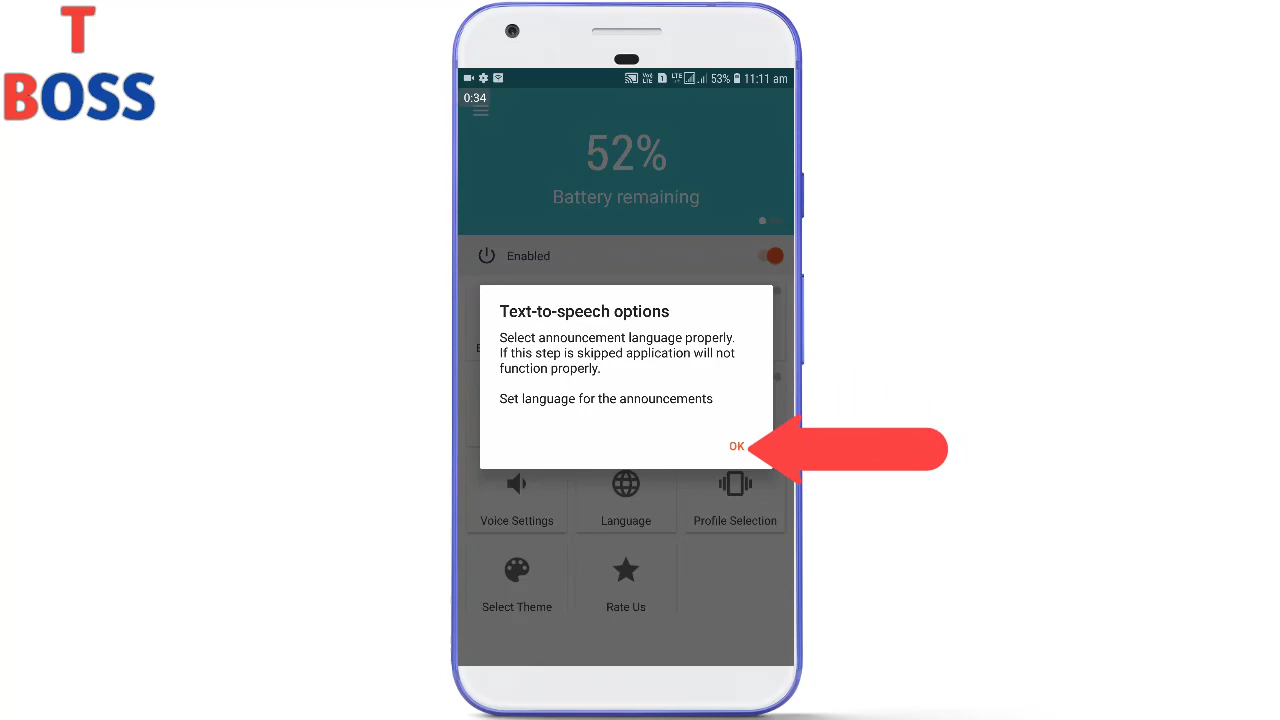 T
BOSS
53% 11:11 am
0:34
52%
Battery remaining
Enabled
Text-to-speech options
Select announcement language properly.
If this step is skipped application will not
function properly.
Set language for the announcements
OK
Voice Settings
Language
Profile Selection
Select Theme
Rate Us